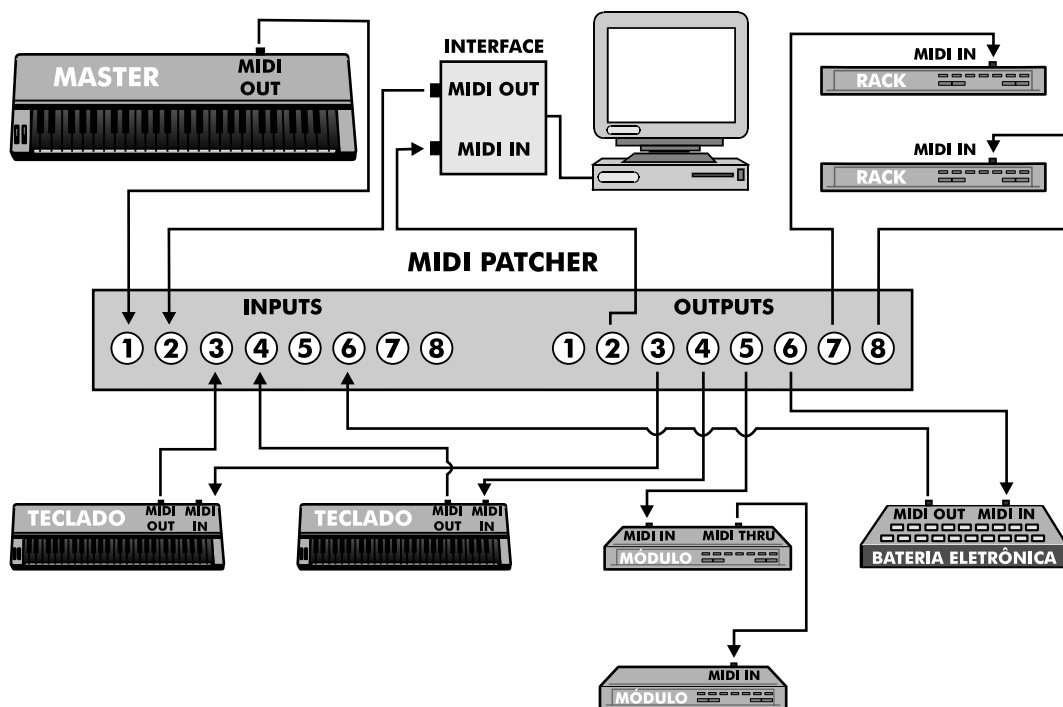 MASTER
MIDI
OUT
INTERFACE
MIDI OUT
MIDI IN
MIDI IN
RACK
MIDI IN
RACK
MIDI PATCHER
INPUTS
OUTPUTS
1 2 3 4 5 6 7 8
1 2 3 4 5 6 7 8
TECLADO
MIDI
OUT
MIDI
IN
TECLADO
MIDI
OUT
MIDI
IN
MIDI IN
MIDI THRU
MÓDULO
MIDI OUT
MIDI IN
BATERIA ELETRÔNICA
MIDI IN
MÓDULO